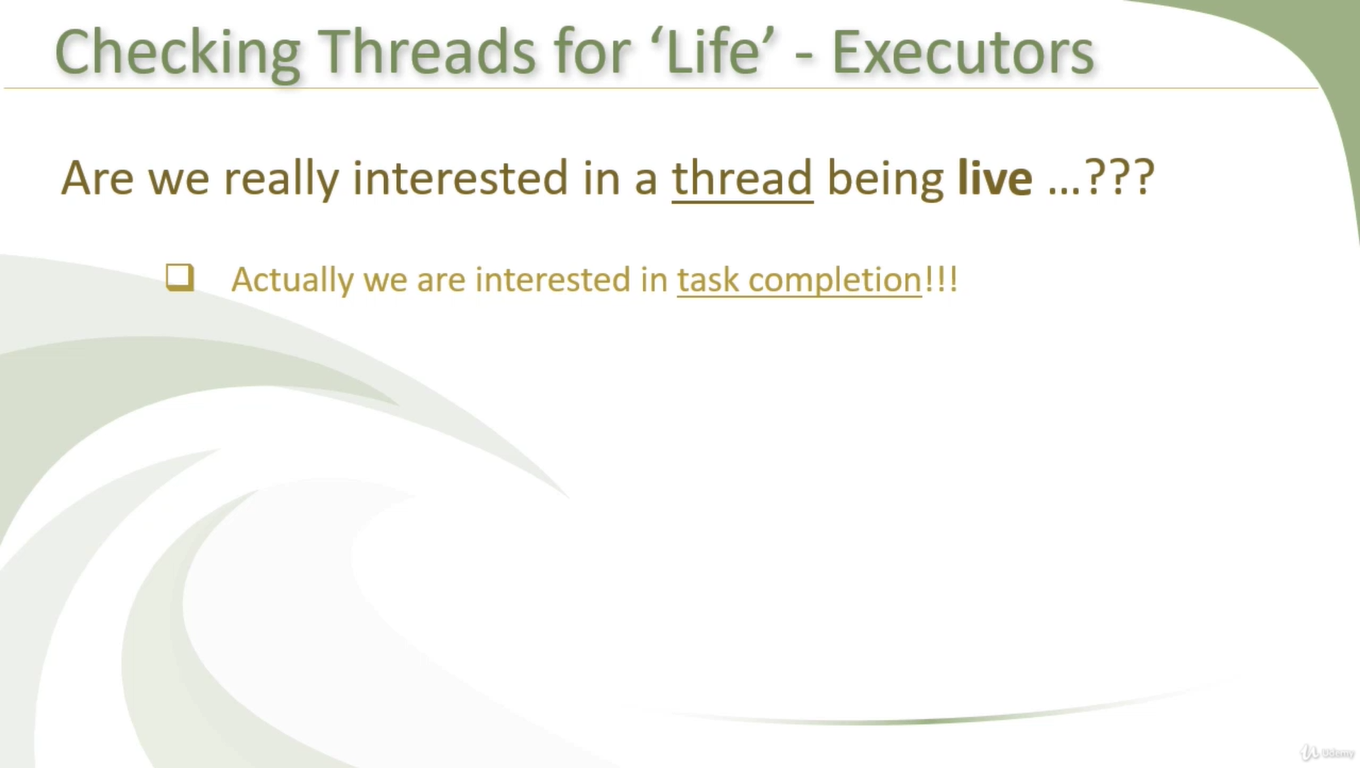 Checking Threads for ‘Life’ - Executors
Are we really interested in a thread being live ...???
Actually we are interested in task completion!!!
Udemy